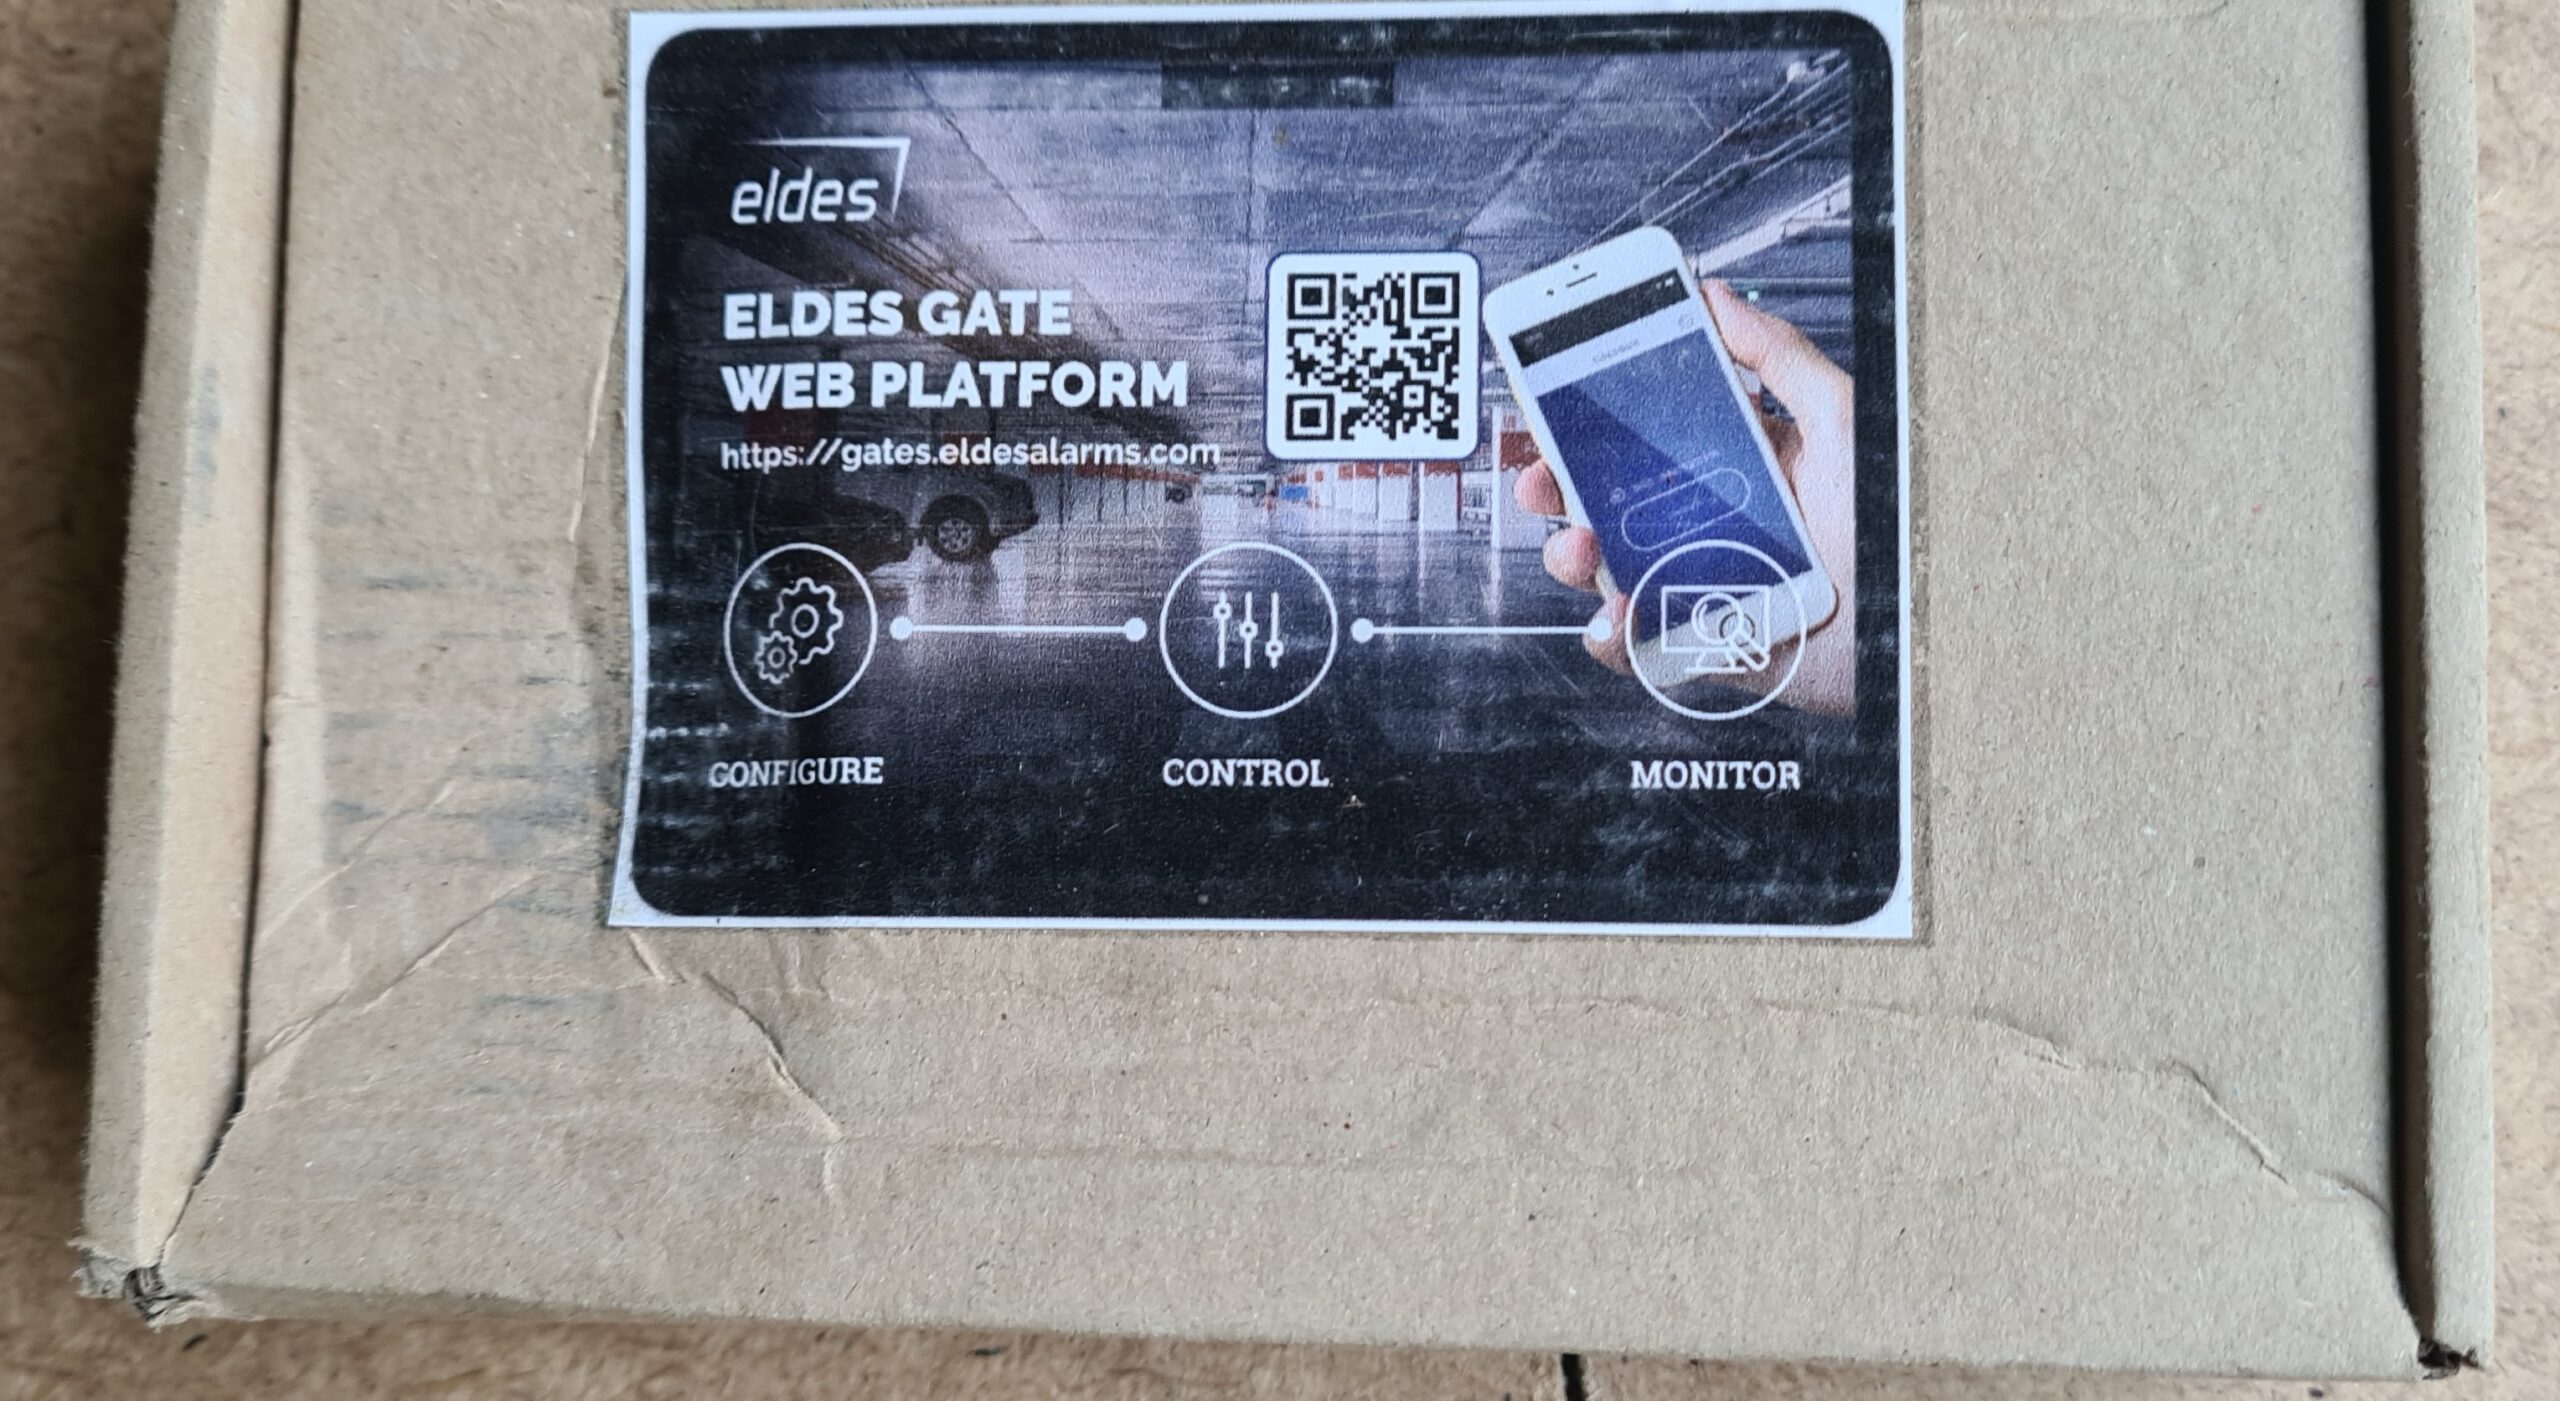 eldes
ELDES GATE
WEB PLATFORM
https://gates.eldesalarms.com
CONFIGURE
CONTROL
MONITOR